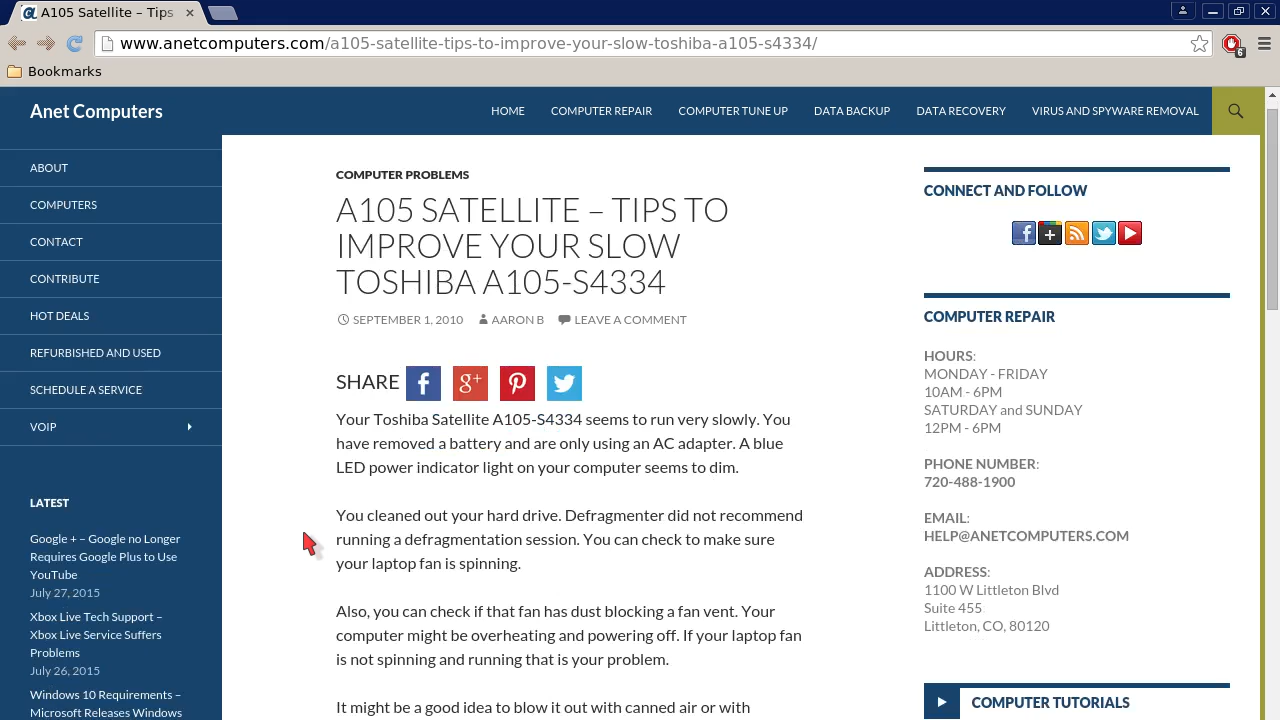 A105 Satellite – Tips
www.anetcomputers.com/a105-satellite-tips-to-improve-your-slow-toshiba-a105-s4334/
6
Bookmarks
Anet Computers
HOME
COMPUTER REPAIR
COMPUTER TUNE UP
DATA BACKUP
DATA RECOVERY
VIRUS AND SPYWARE REMOVAL
ABOUT
COMPUTERS
CONTACT
CONTRIBUTE
HOT DEALS
REFURBISHED AND USED
SCHEDULE A SERVICE
VOIP
LATEST
Google + – Google no Longer
Requires Google Plus to Use
YouTube
July 27, 2015
Xbox Live Tech Support –
Xbox Live Service Suffers
Problems
July 26, 2015
Windows 10 Requirements –
Microsoft Releases Windows
COMPUTER PROBLEMS
A105 SATELLITE – TIPS TO
IMPROVE YOUR SLOW
TOSHIBA A105-S4334
SEPTEMBER 1, 2010
AARON B
LEAVE A COMMENT
SHARE
Your Toshiba Satellite A105-S4334 seems to run very slowly. You
have removed a battery and are only using an AC adapter. A blue
LED power indicator light on your computer seems to dim.
You cleaned out your hard drive. Defragmenter did not recommend
running a defragmentation session. You can check to make sure
your laptop fan is spinning.
Also, you can check if that fan has dust blocking a fan vent. Your
computer might be overheating and powering off. If your laptop fan
is not spinning and running that is your problem.
It might be a good idea to blow it out with canned air or with
CONNECT AND FOLLOW
COMPUTER REPAIR
HOURS:
MONDAY - FRIDAY
10AM - 6PM
SATURDAY and SUNDAY
12PM - 6PM
PHONE NUMBER:
720-488-1900
EMAIL:
HELP@ANETCOMPUTERS.COM
ADDRESS:
1100 W Littleton Blvd
Suite 455
Littleton, CO, 80120
COMPUTER TUTORIALS